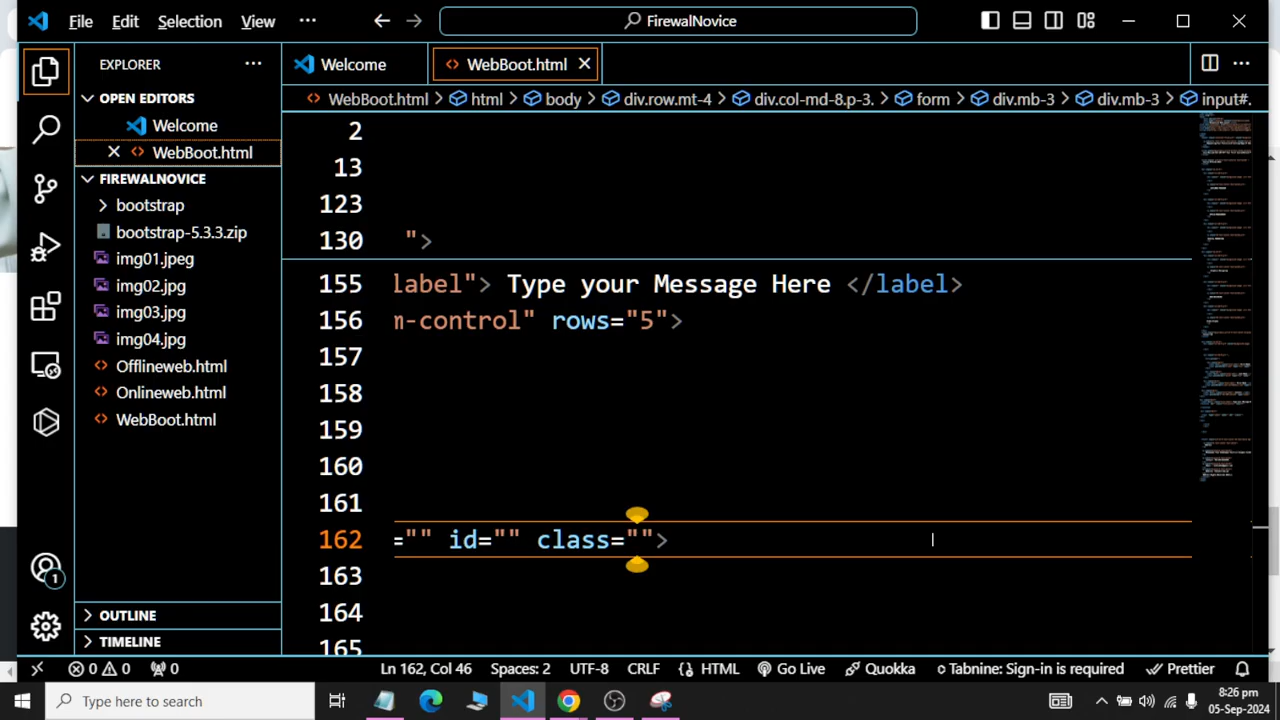 File Edit Selection View ··· FirewalNovice
EXPLORER ···
Welcome WebBoot.html
OPEN EDITORS
WebBoot.html > html > body > div.row.mt-4 > div.col-md-8.p-3. > form > div.mb-3 > div.mb-3 > input#.
Welcome
WebBoot.html
FIREWALNOVICE
bootstrap
bootstrap-5.3.3.zip
img01.jpeg
img02.jpg
img03.jpg
img04.jpg
Offlineweb.html
Onlineweb.html
WebBoot.html
OUTLINE
TIMELINE
2
13
123
130 ">
155 label"> Type your Message Here </label
156 m-control" rows="5">
157
158
159
160
161
162 ="" id="" class="">
163
164
165
1
0 0 0 Ln 162, Col 46 Spaces: 2 UTF-8 CRLF HTML Go Live Quokka Tabnine: Sign-in is required Prettier
Type here to search
8:26 pm
05-Sep-2024